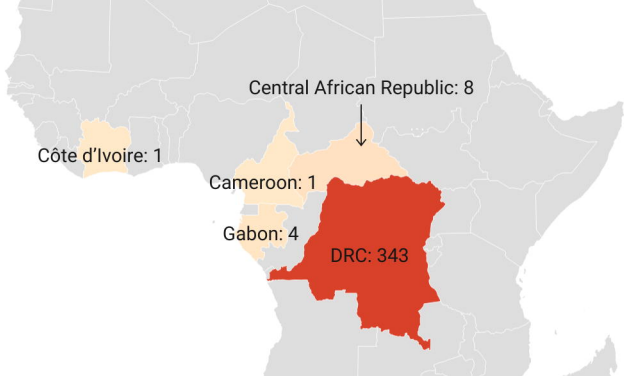 Central African Republic: 8
Côte d’Ivoire: 1
Cameroon: 1
Gabon: 4
DRC: 343